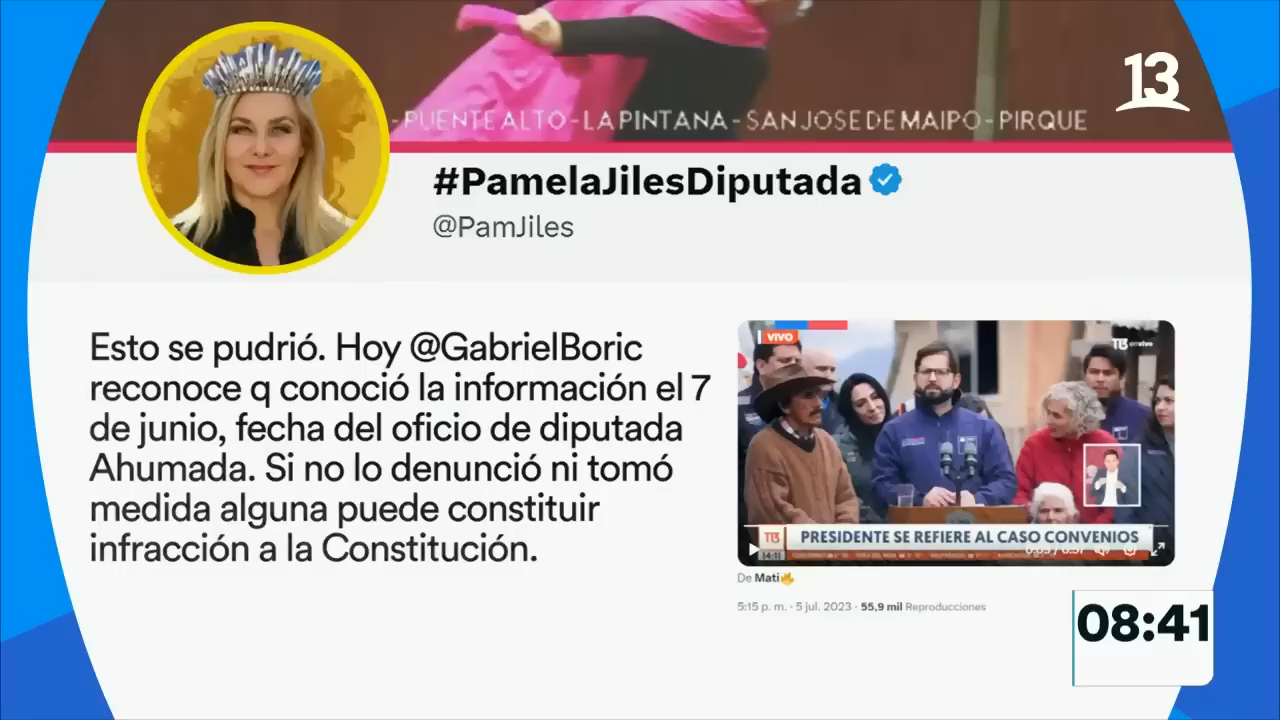 13
- PUENTE ALTO - LA PINTANA - SAN JOSE DE MAIPO - PIRQUE
#PamelaJilesDiputada
@PamJiles
Esto se pudrió. Hoy @GabrielBoric
reconoce q conoció la información el 7
de junio, fecha del oficio de diputada
Ahumada. Si no lo denunció ni tomó
medida alguna puede constituir
infracción a la Constitución.
VIVO
T13 en vivo
T13
PRESIDENTE SE REFIERE AL CASO CONVENIOS
14:11
De Mati🔥
5:15 p. m. · 5 jul. 2023 · 55,9 mil Reproducciones
08:41